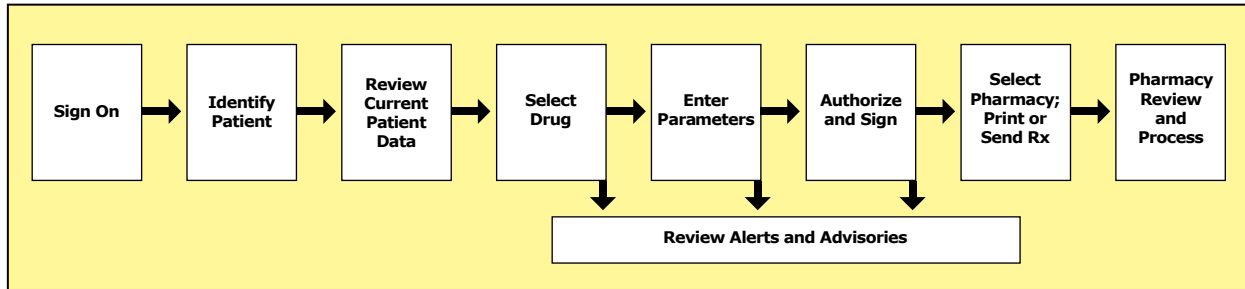 Sign On
Identify
Patient
Review
Current
Patient
Data
Select
Drug
Enter
Parameters
Authorize
and Sign
Select
Pharmacy;
Print or
Send Rx
Pharmacy
Review
and
Process
Review Alerts and Advisories